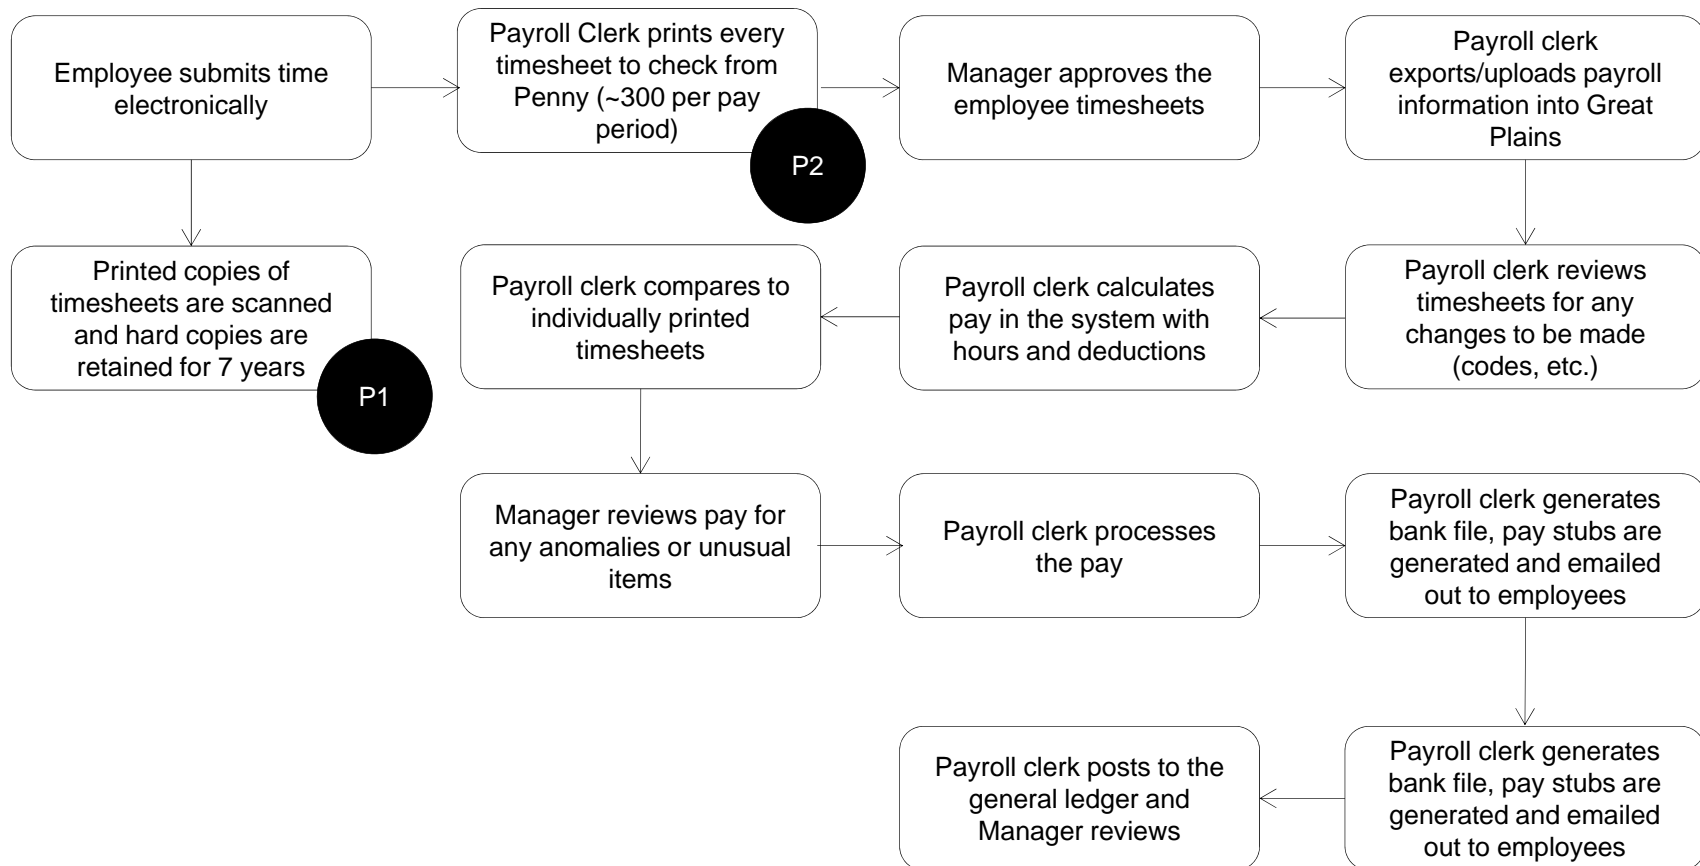 Employee submits time
electronically
Payroll Clerk prints every
timesheet to check from
Penny (~300 per pay
period)
P2
Manager approves the
employee timesheets
Payroll clerk
exports/uploads payroll
information into Great
Plains
Printed copies of
timesheets are scanned
and hard copies are
retained for 7 years
P1
Payroll clerk compares to
individually printed
timesheets
Payroll clerk calculates
pay in the system with
hours and deductions
Payroll clerk reviews
timesheets for any
changes to be made
(codes, etc.)
Manager reviews pay for
any anomalies or unusual
items
Payroll clerk processes
the pay
Payroll clerk generates
bank file, pay stubs are
generated and emailed
out to employees
Payroll clerk posts to the
general ledger and
Manager reviews
Payroll clerk generates
bank file, pay stubs are
generated and emailed
out to employees